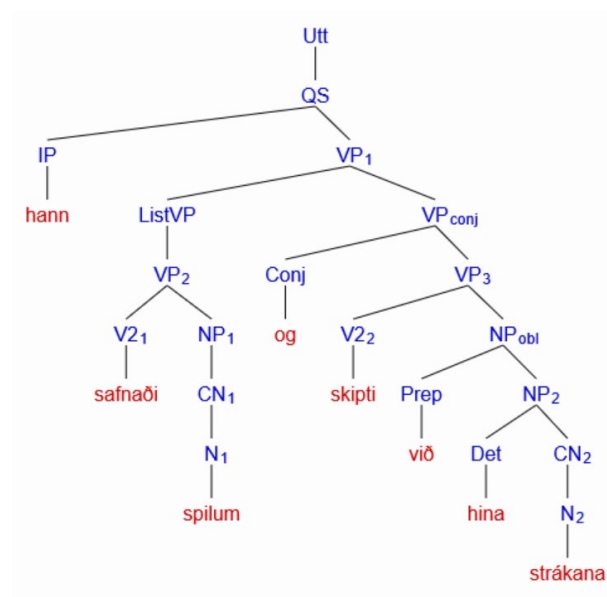 Utt
QS
IP VP₁
hann ListVP VPconj
VP₂ Conj VP₃
V2₁ NP₁ og V2₂ NPobl
safnaði CN₁ skipti Prep NP₂
N₁ við Det CN₂
spilum hina N₂
strákana